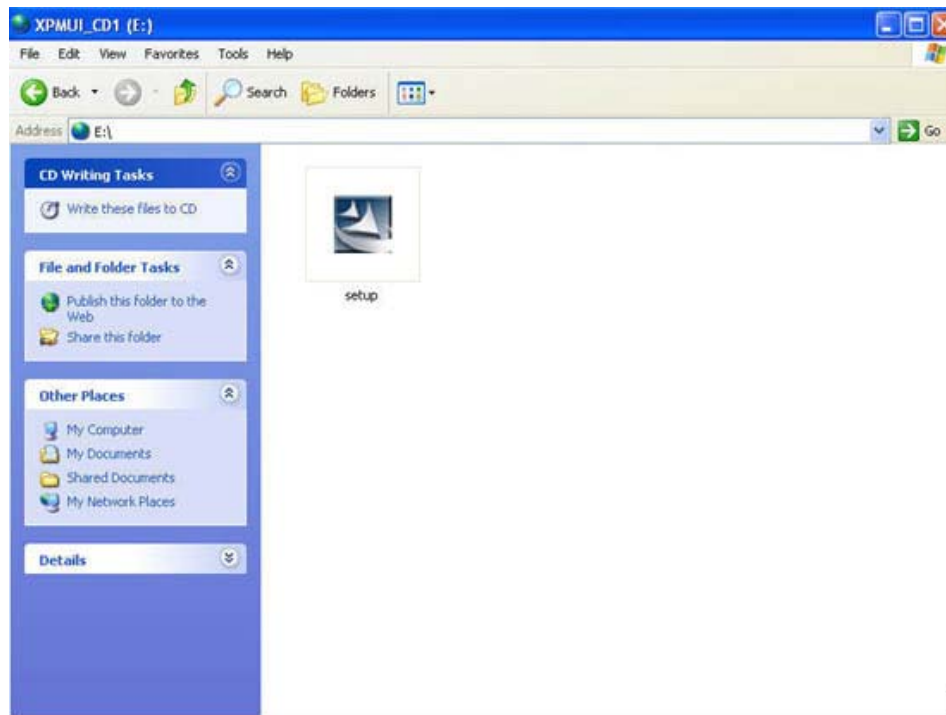 XPMUI_CD1 (E:)
File Edit View Favorites Tools Help
Back Search Folders
Address E:\ Go
CD Writing Tasks
Write these files to CD
File and Folder Tasks
Publish this folder to the
Web
Share this folder
Other Places
My Computer
My Documents
Shared Documents
My Network Places
Details
setup